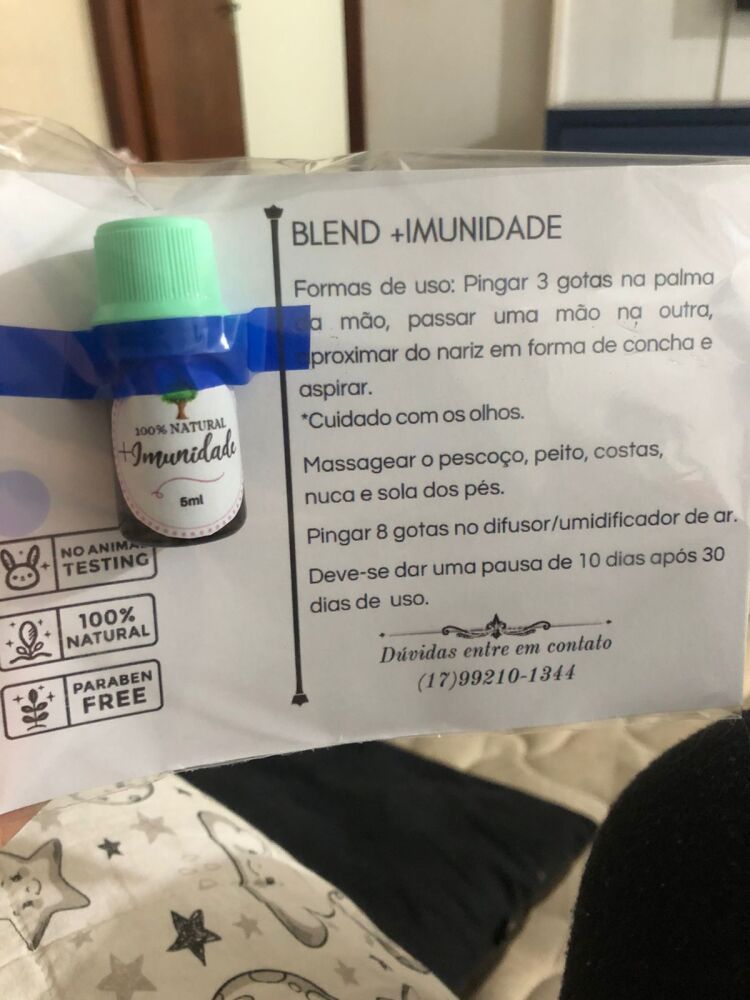 BLEND +IMUNIDADE
Formas de uso: Pingar 3 gotas na palma
da mão, passar uma mão na outra,
aproximar do nariz em forma de concha e
aspirar.
*Cuidado com os olhos.
Massagear o pescoço, peito, costas,
nuca e sola dos pés.
Pingar 8 gotas no difusor/umidificador de ar.
Deve-se dar uma pausa de 10 dias após 30
dias de uso.
Dúvidas entre em contato
(17)99210-1344
100% NATURAL
+Imunidade
5ml
NO ANIMAL
TESTING
100%
NATURAL
PARABEN
FREE